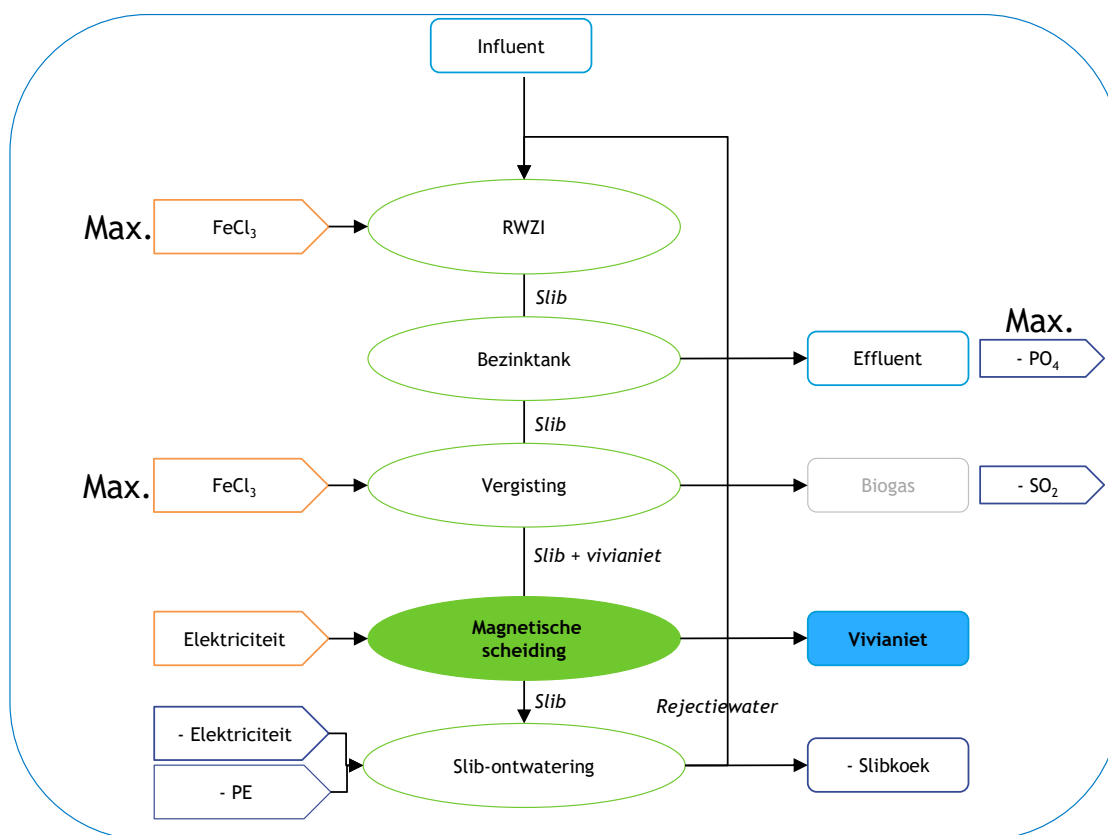 Influent
Max.
FeCl₃
RWZI
Slib
Max.
Bezinktank
Effluent
- PO₄
Slib
Max.
FeCl₃
Vergisting
Biogas
- SO₂
Slib + vivianiet
Elektriciteit
Magnetische
scheiding
Vivianiet
Slib
Rejectiewater
- Elektriciteit
- PE
Slib-ontwatering
- Slibkoek